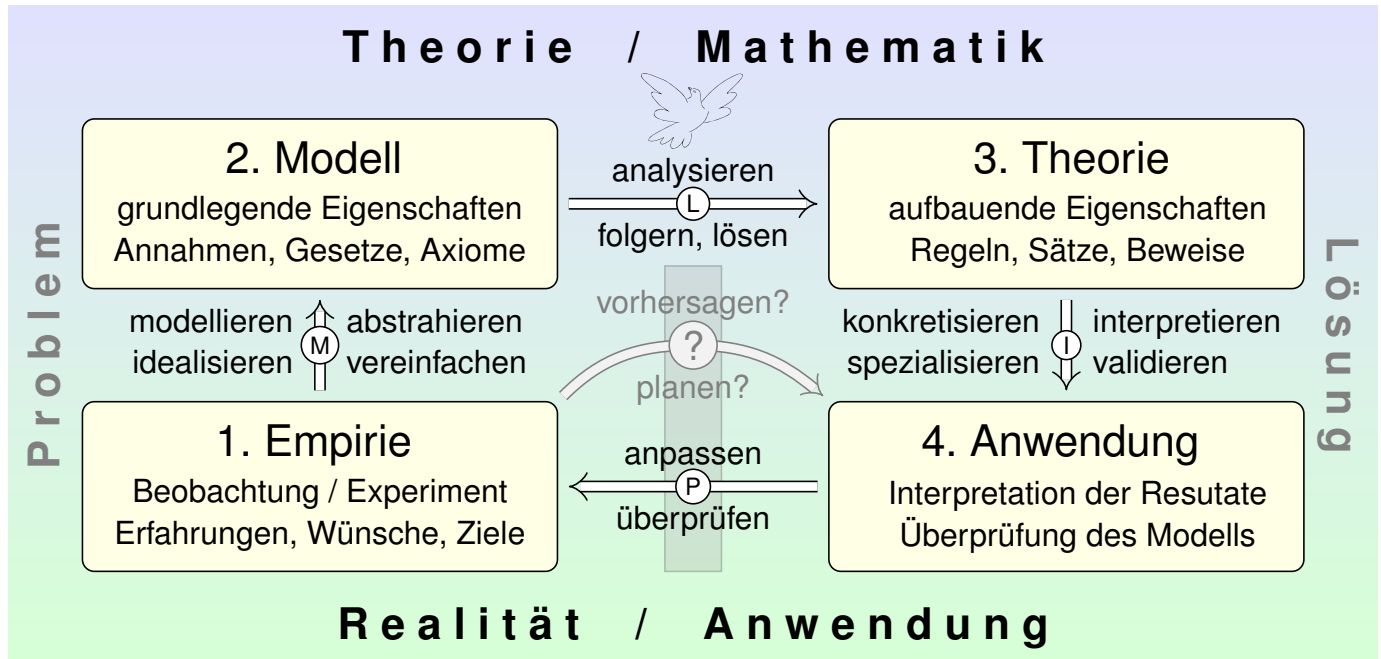 Theorie / Mathematik
2. Modell
grundlegende Eigenschaften
Annahmen, Gesetze, Axiome
analysieren
L
folgern, lösen
3. Theorie
aufbauende Eigenschaften
Regeln, Sätze, Beweise
Problem
Lösung
modellieren abstrahieren
M
idealisieren vereinfachen
vorhersagen?
?
planen?
konkretisieren interpretieren
I
spezialisieren validieren
1. Empirie
Beobachtung / Experiment
Erfahrungen, Wünsche, Ziele
anpassen
P
überprüfen
4. Anwendung
Interpretation der Resutate
Überprüfung des Modells
Realität / Anwendung